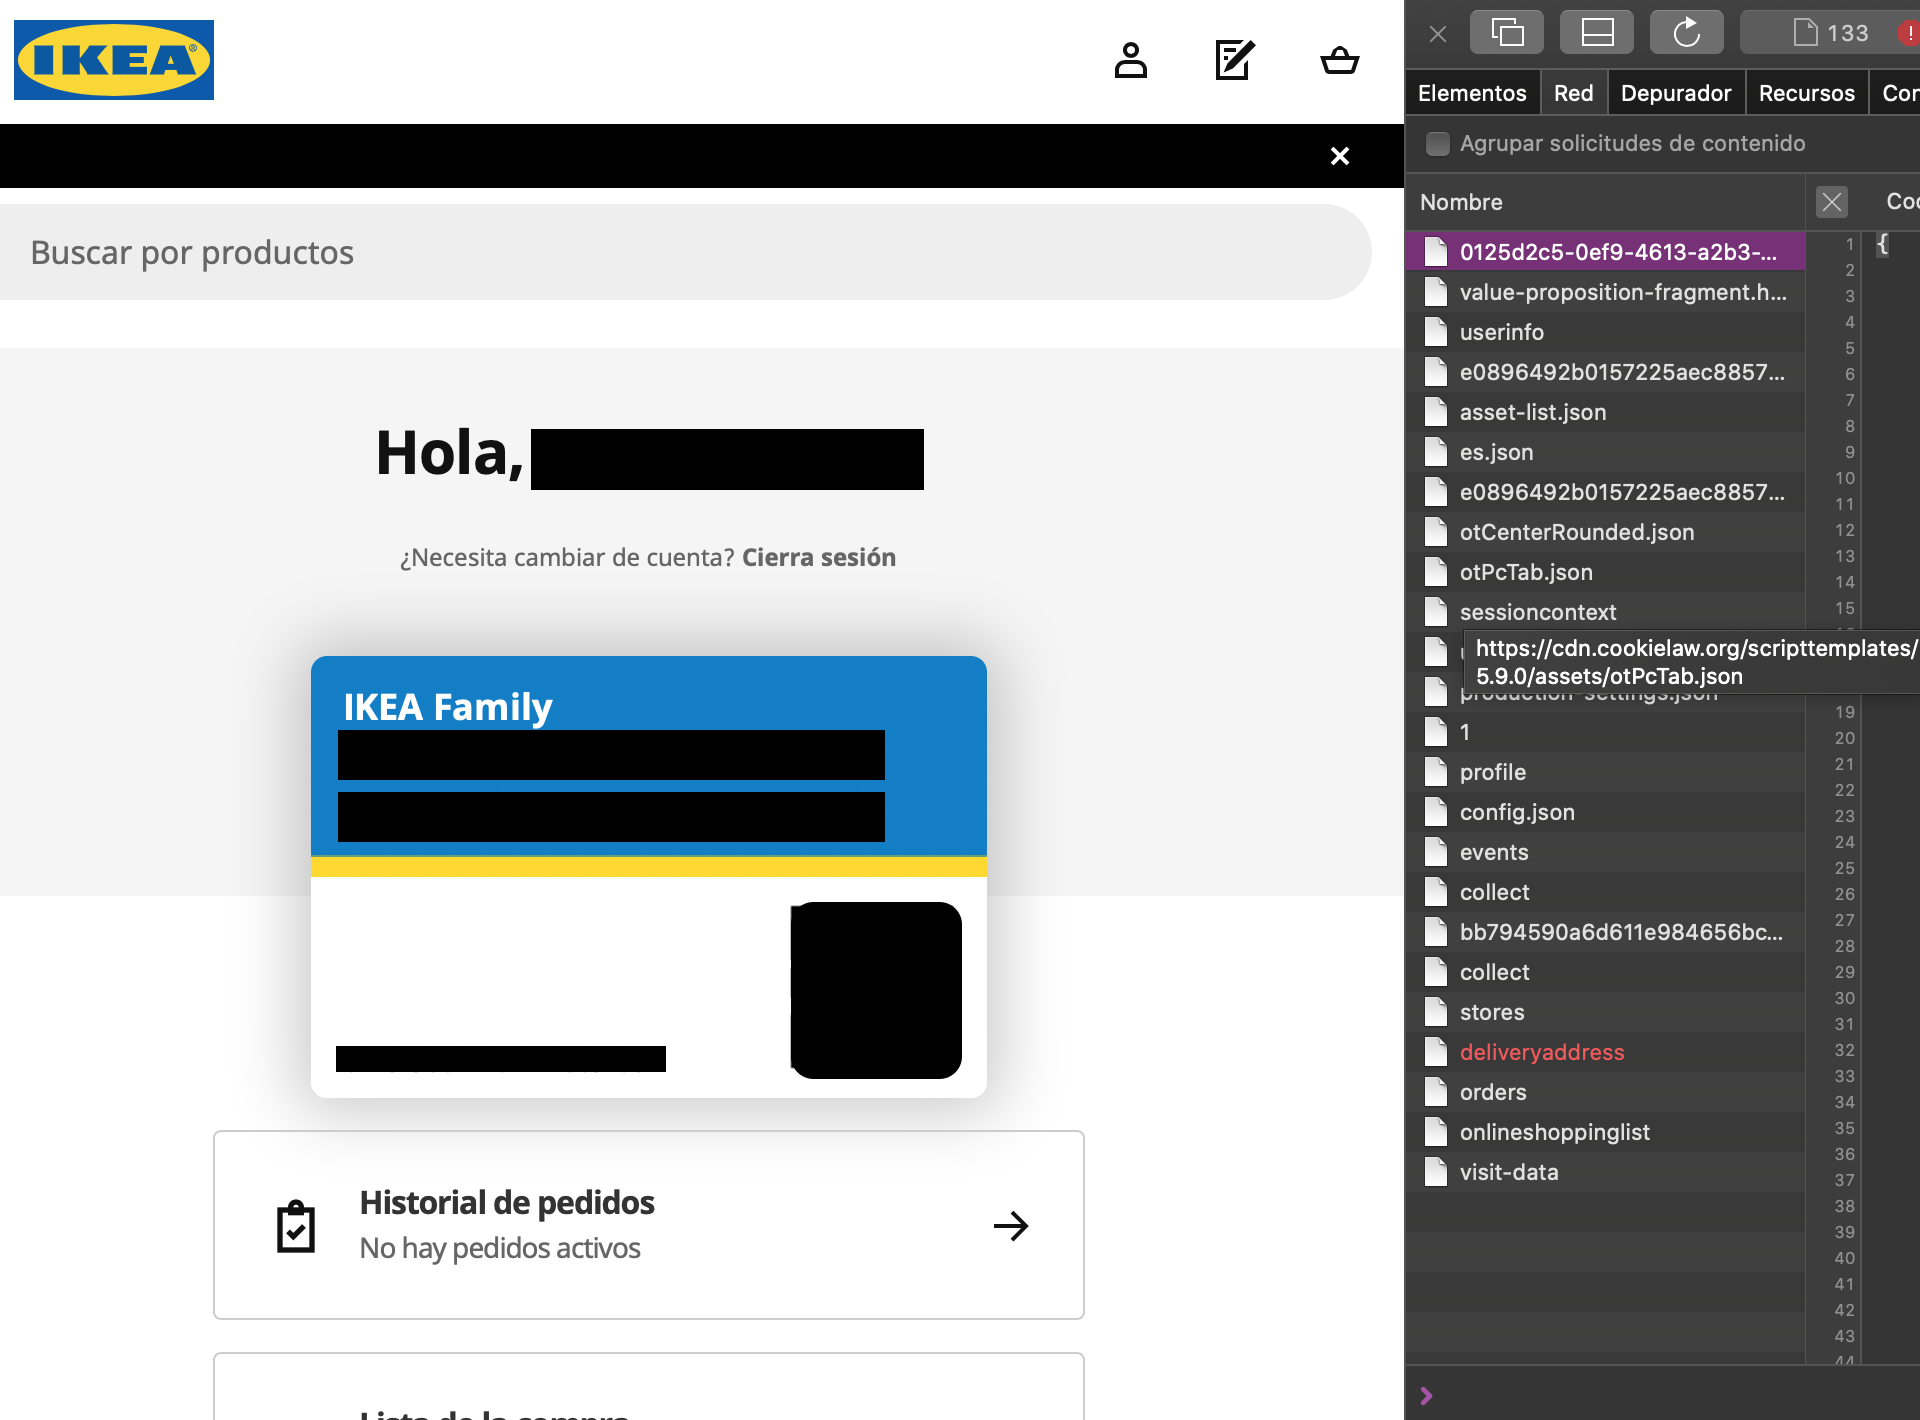 IKEA®
Buscar por productos
Hola,
¿Necesita cambiar de cuenta? Cierra sesión
IKEA Family
Historial de pedidos
No hay pedidos activos
Lista de la compra
133
Elementos
Red
Depurador
Recursos
Agrupar solicitudes de contenido
Nombre
0125d2c5-0ef9-4613-a2b3-...
value-proposition-fragment.h...
userinfo
e0896492b0157225aec8857...
asset-list.json
es.json
e0896492b0157225aec8857...
otCenterRounded.json
otPcTab.json
sessioncontext
https://cdn.cookielaw.org/scripttemplates/
5.9.0/assets/otPcTab.json
production-settings.json
1
profile
config.json
events
collect
bb794590a6d611e984656bc...
collect
stores
deliveryaddress
orders
onlineshoppinglist
visit-data
1
{
2
3
4
5
6
7
8
9
10
11
12
13
14
15
19
20
21
22
23
24
25
26
27
28
29
30
31
32
33
34
35
36
37
38
39
40
41
42
43
44